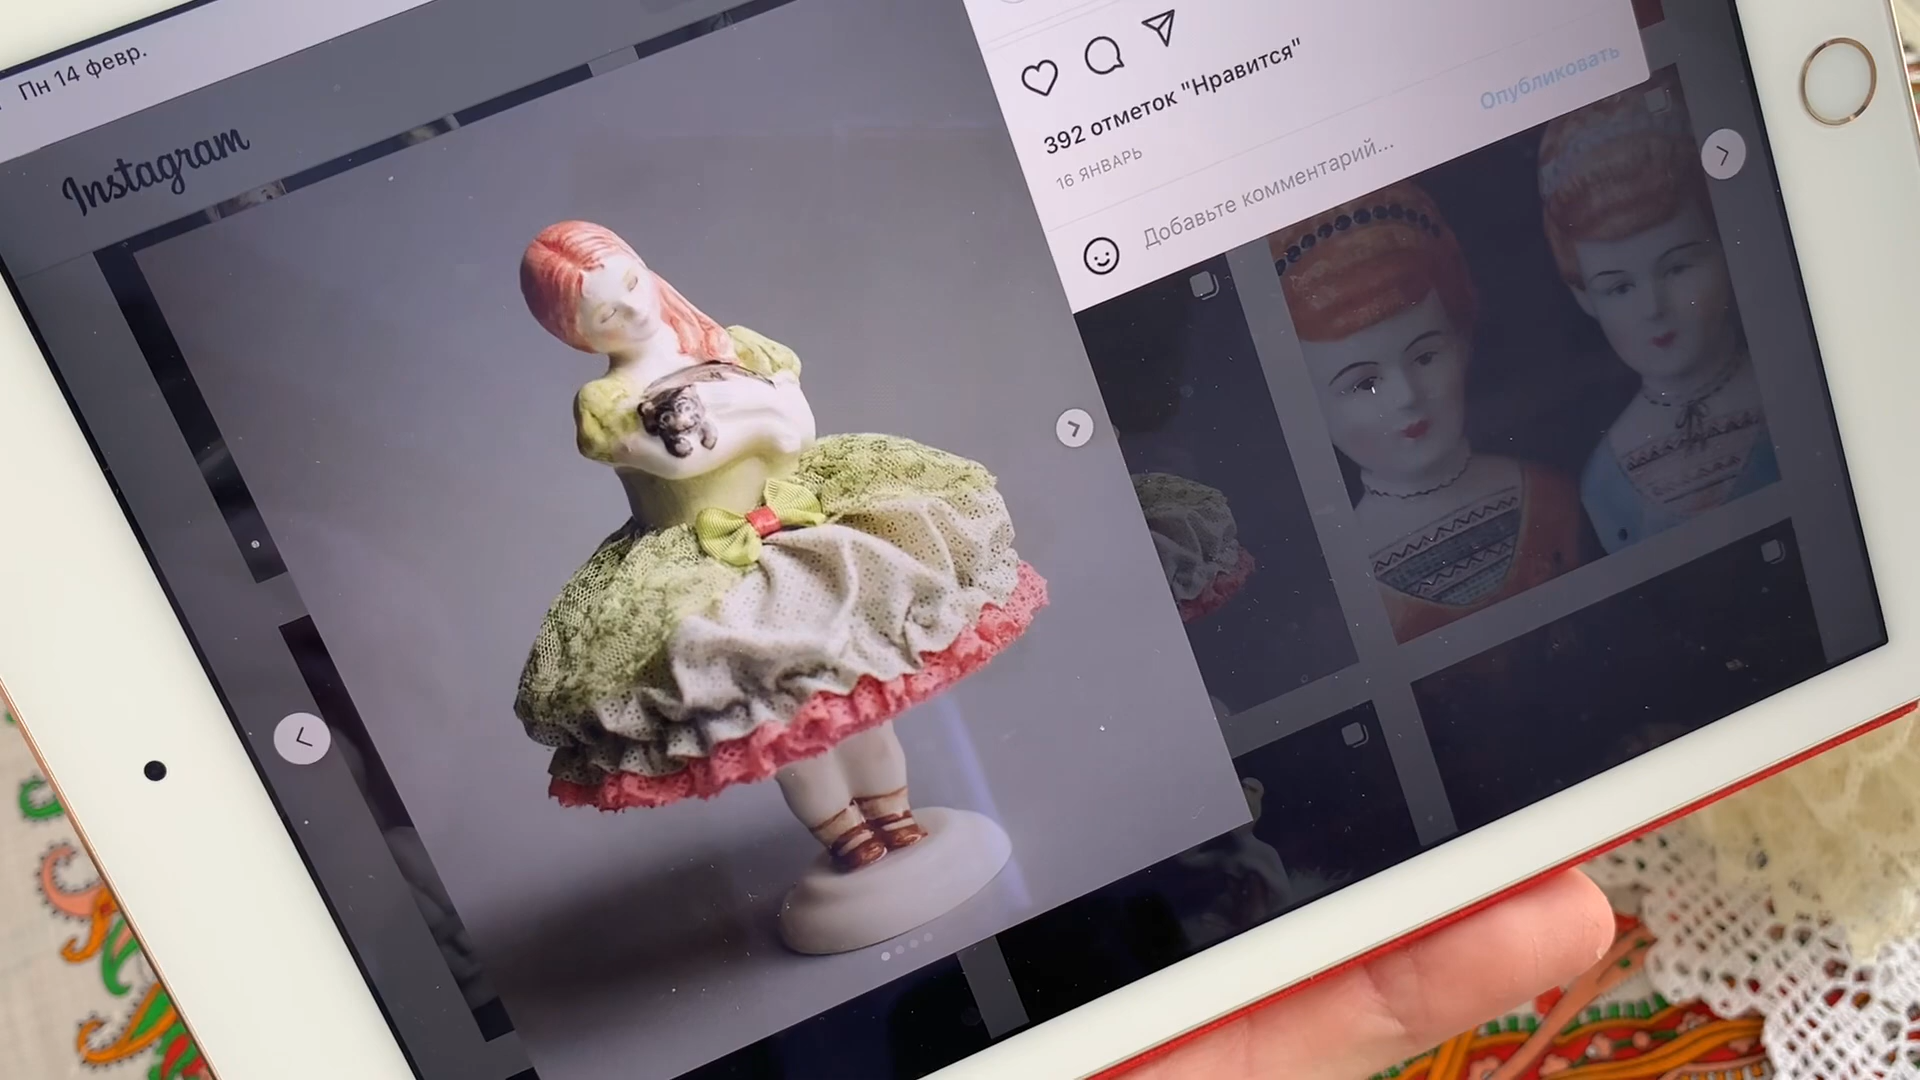 Пн 14 февр.
Instagram
392 отметок "Нравится"
16 ЯНВАРЬ
Добавьте комментарий...
Опубликовать